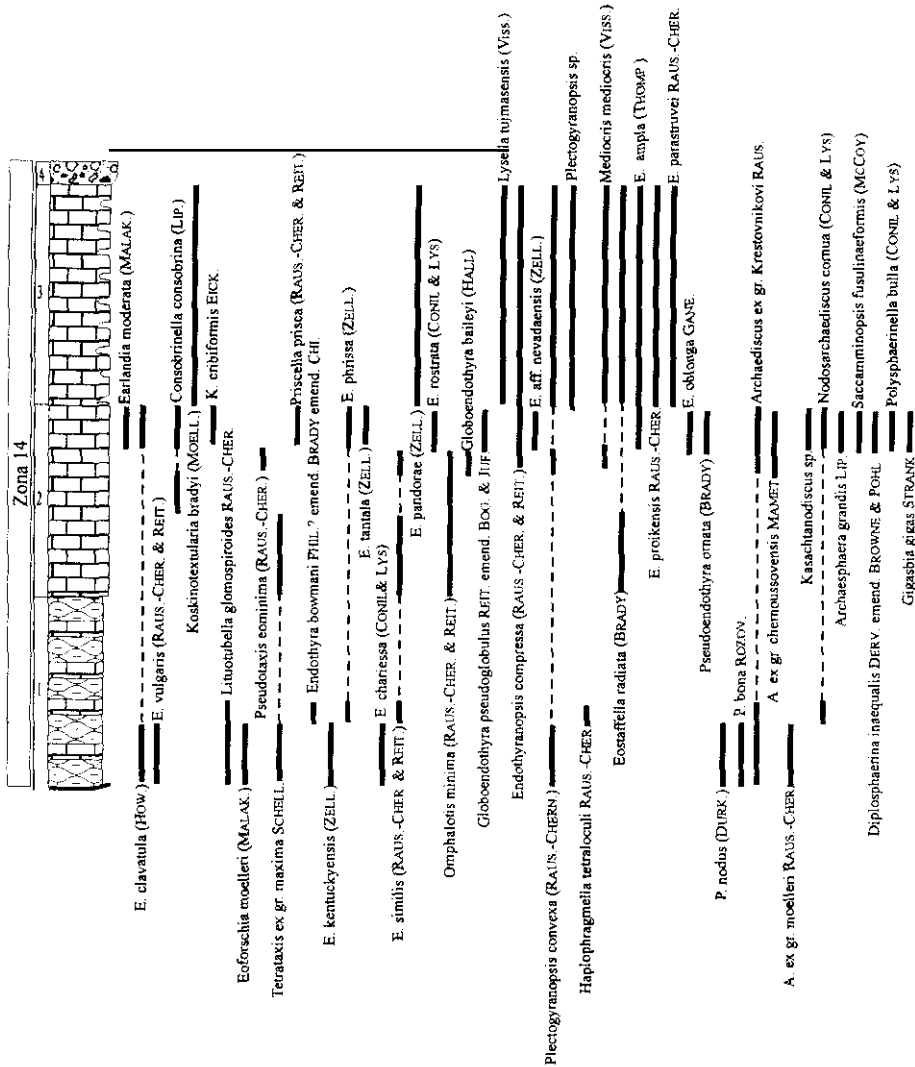 Zona 14
1 2 3 4
Earlandia moderata (MALAK.)
E. clavatula (HOW.)
E. vulgaris (RAUS.-CHER. & REIT.)
Consobrinella consobrina (LIP.)
Koskinotextularia bradyi (MOELL.)
K. cribiformis EICK.
Lituotubella glomospiroides RAUS.-CHER.
Eoforschia moelleri (MALAK.)
Pseudotaxis eominima (RAUS.-CHER.)
Tetrataxis ex gr. maxima SCHELL.
Priscella prisca (RAUS.-CHER. & REIT.)
Endothyra bowmani PHIL.? emend. BRADY emend. CHI.
E. kentuckyensis (ZELL.)
E. phrissa (ZELL.)
E. tantala (ZELL.)
E. chariessa (CONIL & LYS)
E. similis (RAUS.-CHER & REIT.)
E. pandorae (ZELL.)
E. rostrata (CONIL & LYS)
Omphalotis minima (RAUS.-CHER. & REIT.)
Globoendothyra baileyi (HALL)
Globoendothyra pseudoglobulus REIT. emend. BOG. & JUF
Lysella tujmasensis (VISS.)
Endothyranopsis compressa (RAUS.-CHER. & REIT.)
E. aff. nevadaensis (ZELL.)
Plectogyranopsis convexa (RAUS.-CHERN.)
Plectogyranopsis sp.
Haplophragmella tetraloculi RAUS.-CHER
Mediocris mediocris (VISS.)
Eostaffella radiata (BRADY)
E. ampla (THOMP)
E. proikensis RAUS.-CHER
E. parastruvei RAUS.-CHER
E. oblonga GANE.
Pseudoendothyra ornata (BRADY)
P. nodus (DURK.)
P. bona ROZOV.
Archaediscus ex gr. Krestovnikovi RAUS.
A. ex gr chernoussovensis MAMET
A. ex gr. moelleri RAUS.-CHER
Kasachtanodiscus sp
Nodosarchaediscus cornua (CONIL & LYS)
Archaesphaera grandis LIP.
Saccamminopsis fusulinaeformis (MCCOY)
Diplosphaerina inaequalis DERV. emend. BROWNE & POHL
Polysphaerinella bulla (CONIL & LYS)
Gigasbia gigas STRANK